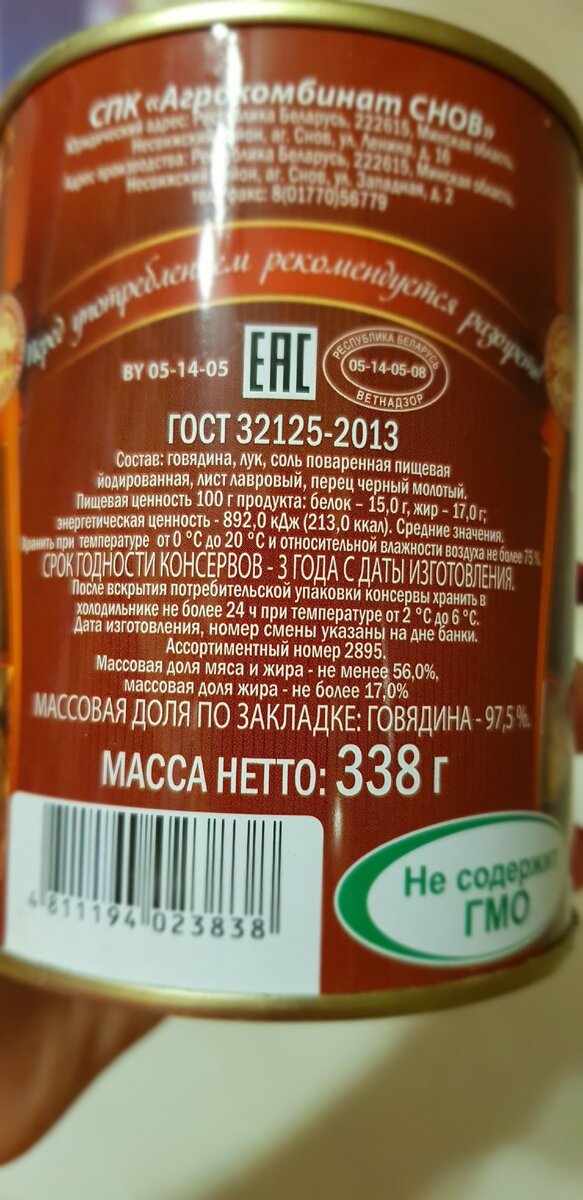 СПК «Агрокомбинат СНОВ»
Юридический адрес: Республика Беларусь, 222615, Минская область,
Несвижский район, аг. Снов, ул. Ленина, д. 16
Адрес производства: Республика Беларусь, 222615, Минская область,
Несвижский район, аг. Снов, ул. Западная, д. 2
тел./факс: 8(01770)56779
Перед употреблением рекомендуется разогреть
BY 05-14-05
ЕАС
РЕСПУБЛИКА БЕЛАРУСЬ
05-14-05-08
ВЕТНАДЗОР
ГОСТ 32125-2013
Состав: говядина, лук, соль поваренная пищевая
йодированная, лист лавровый, перец черный молотый.
Пищевая ценность 100 г продукта: белок – 15,0 г, жир – 17,0 г;
энергетическая ценность - 892,0 кДж (213,0 ккал). Средние значения.
Хранить при температуре от 0 °С до 20 °С и относительной влажности воздуха не более 75 %.
СРОК ГОДНОСТИ КОНСЕРВОВ - 3 ГОДА С ДАТЫ ИЗГОТОВЛЕНИЯ.
После вскрытия потребительской упаковки консервы хранить в
холодильнике не более 24 ч при температуре от 2 °С до 6 °С.
Дата изготовления, номер смены указаны на дне банки.
Ассортиментный номер 2895.
Массовая доля мяса и жира - не менее 56,0%,
массовая доля жира - не более 17,0%
МАССОВАЯ ДОЛЯ ПО ЗАКЛАДКЕ: ГОВЯДИНА - 97,5 %.
МАССА НЕТТО: 338 г
4 811194 023838
Не содержит
ГМО